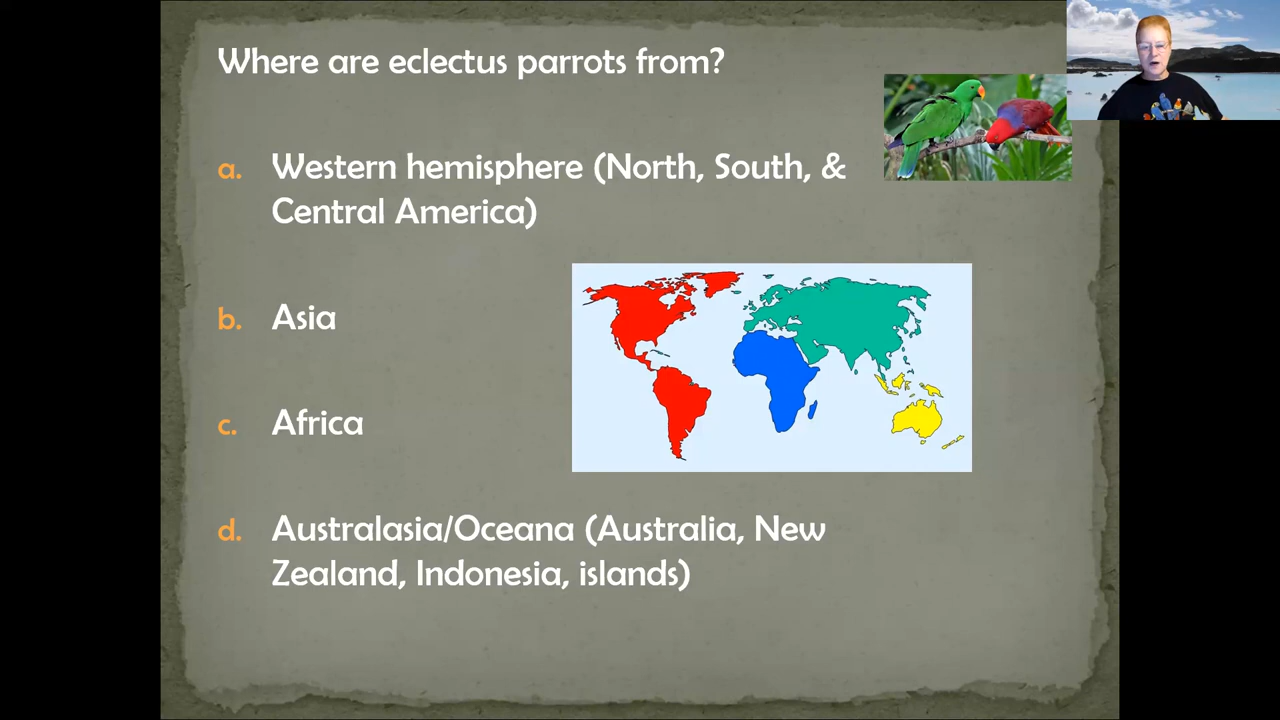 Where are eclectus parrots from?
a. Western hemisphere (North, South, &
Central America)
b. Asia
c. Africa
d. Australasia/Oceana (Australia, New
Zealand, Indonesia, islands)